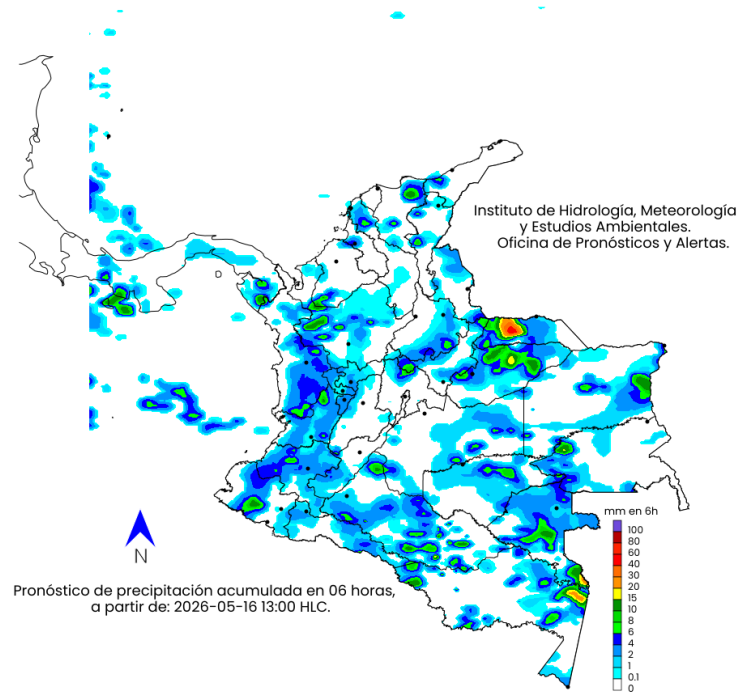 Instituto de Hidrología, Meteorología
y Estudios Ambientales.
Oficina de Pronósticos y Alertas.
N
Pronóstico de precipitación acumulada en 06 horas,
a partir de: 2026-05-16 13:00 HLC.
mm en 6h
100
80
60
40
30
20
15
10
8
6
4
2
1
0.1
0